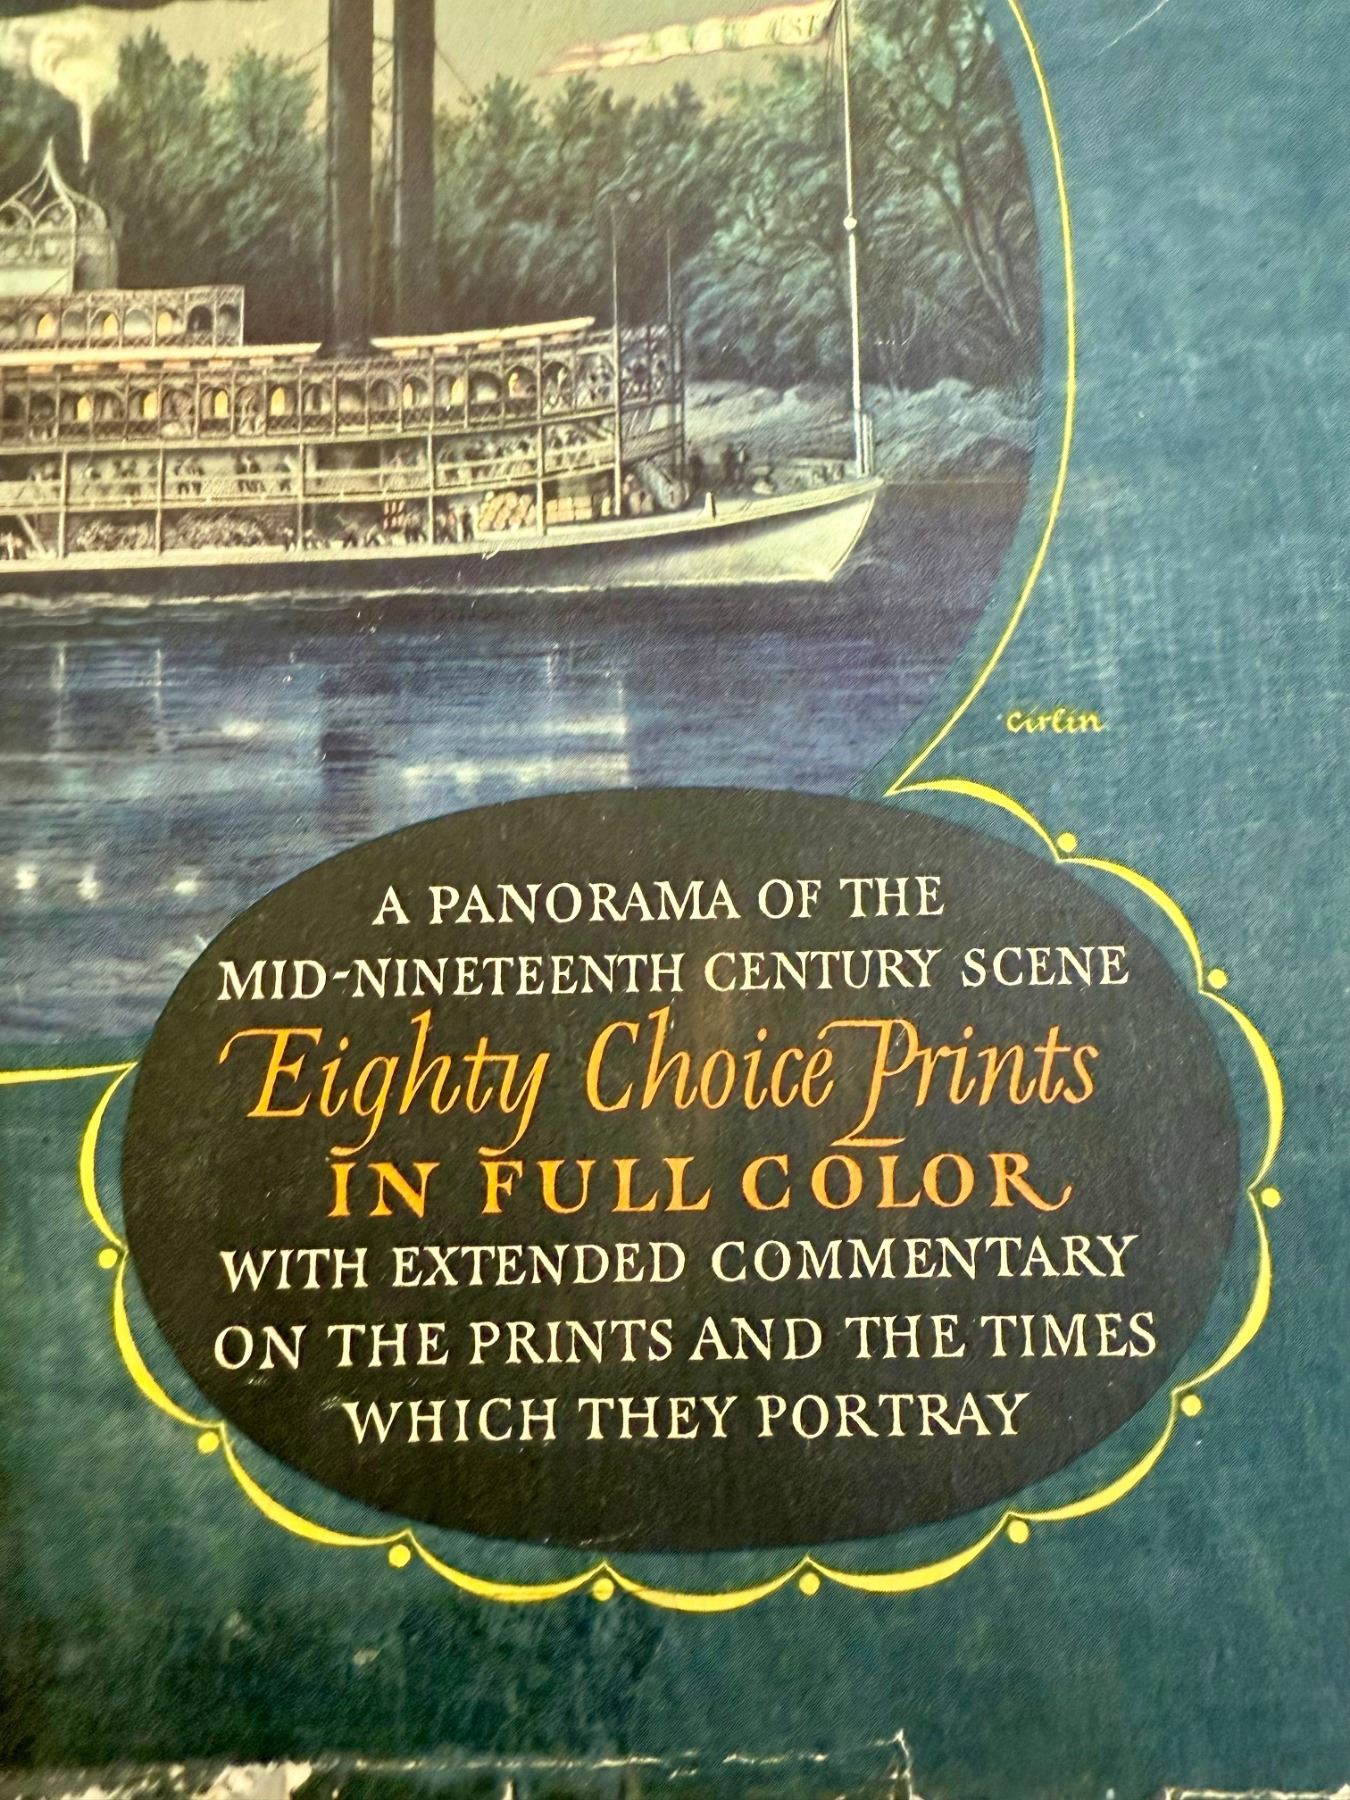 Cirlin
A PANORAMA OF THE
MID-NINETEENTH CENTURY SCENE
Eighty Choice Prints
IN FULL COLOR
WITH EXTENDED COMMENTARY
ON THE PRINTS AND THE TIMES
WHICH THEY PORTRAY